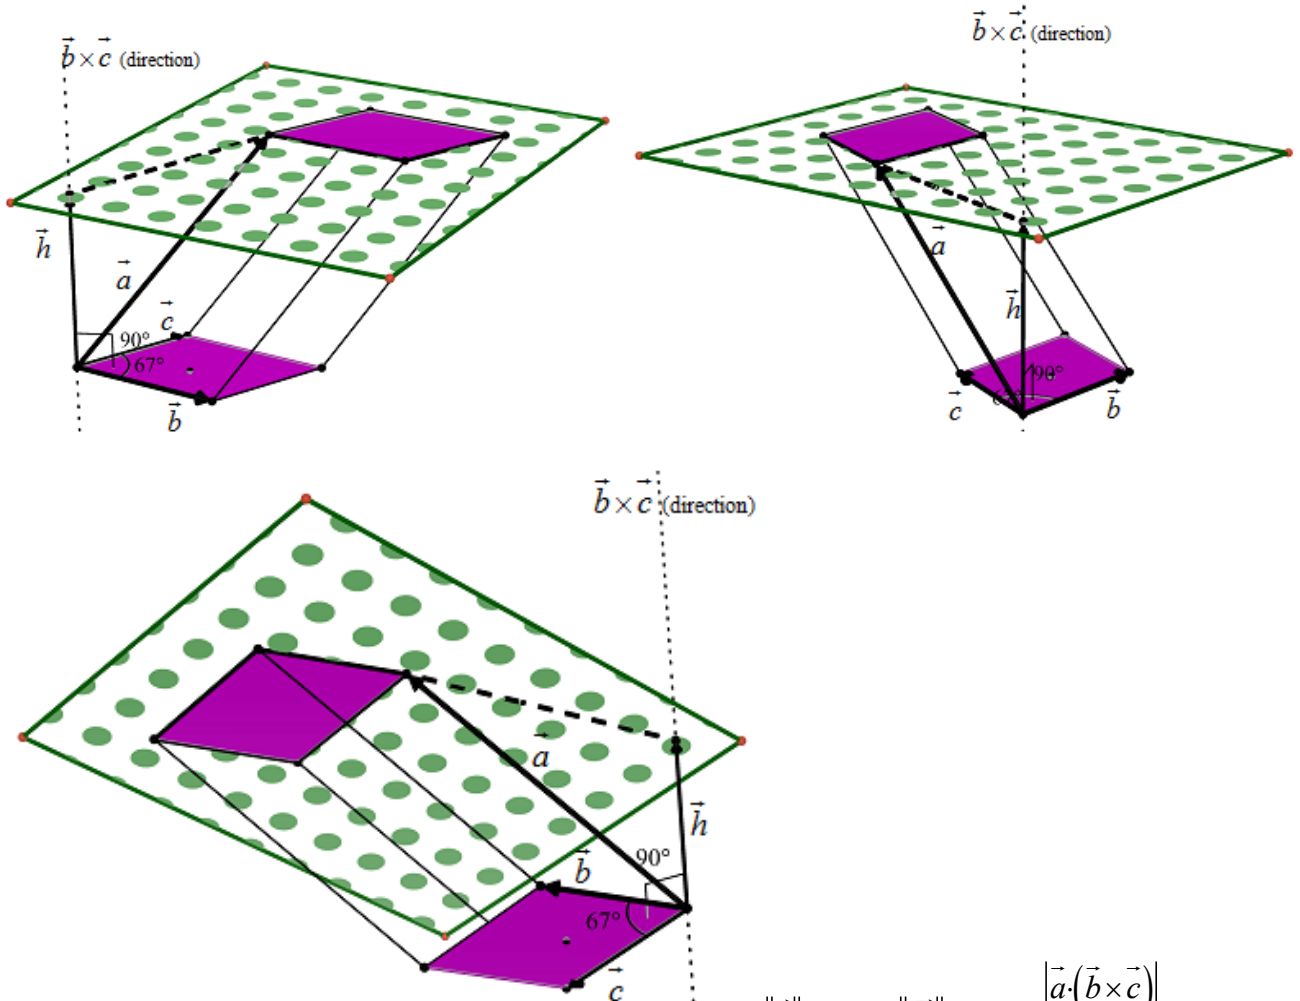 b⃗ × c⃗ (direction)
h⃗
a⃗
c⃗
90°
67°
b⃗
b⃗ × c⃗ (direction)
a⃗
h⃗
90°
c⃗
b⃗
b⃗ × c⃗ (direction)
a⃗
h⃗
90°
b⃗
67°
c⃗
|a⃗·(b⃗ × c⃗)|